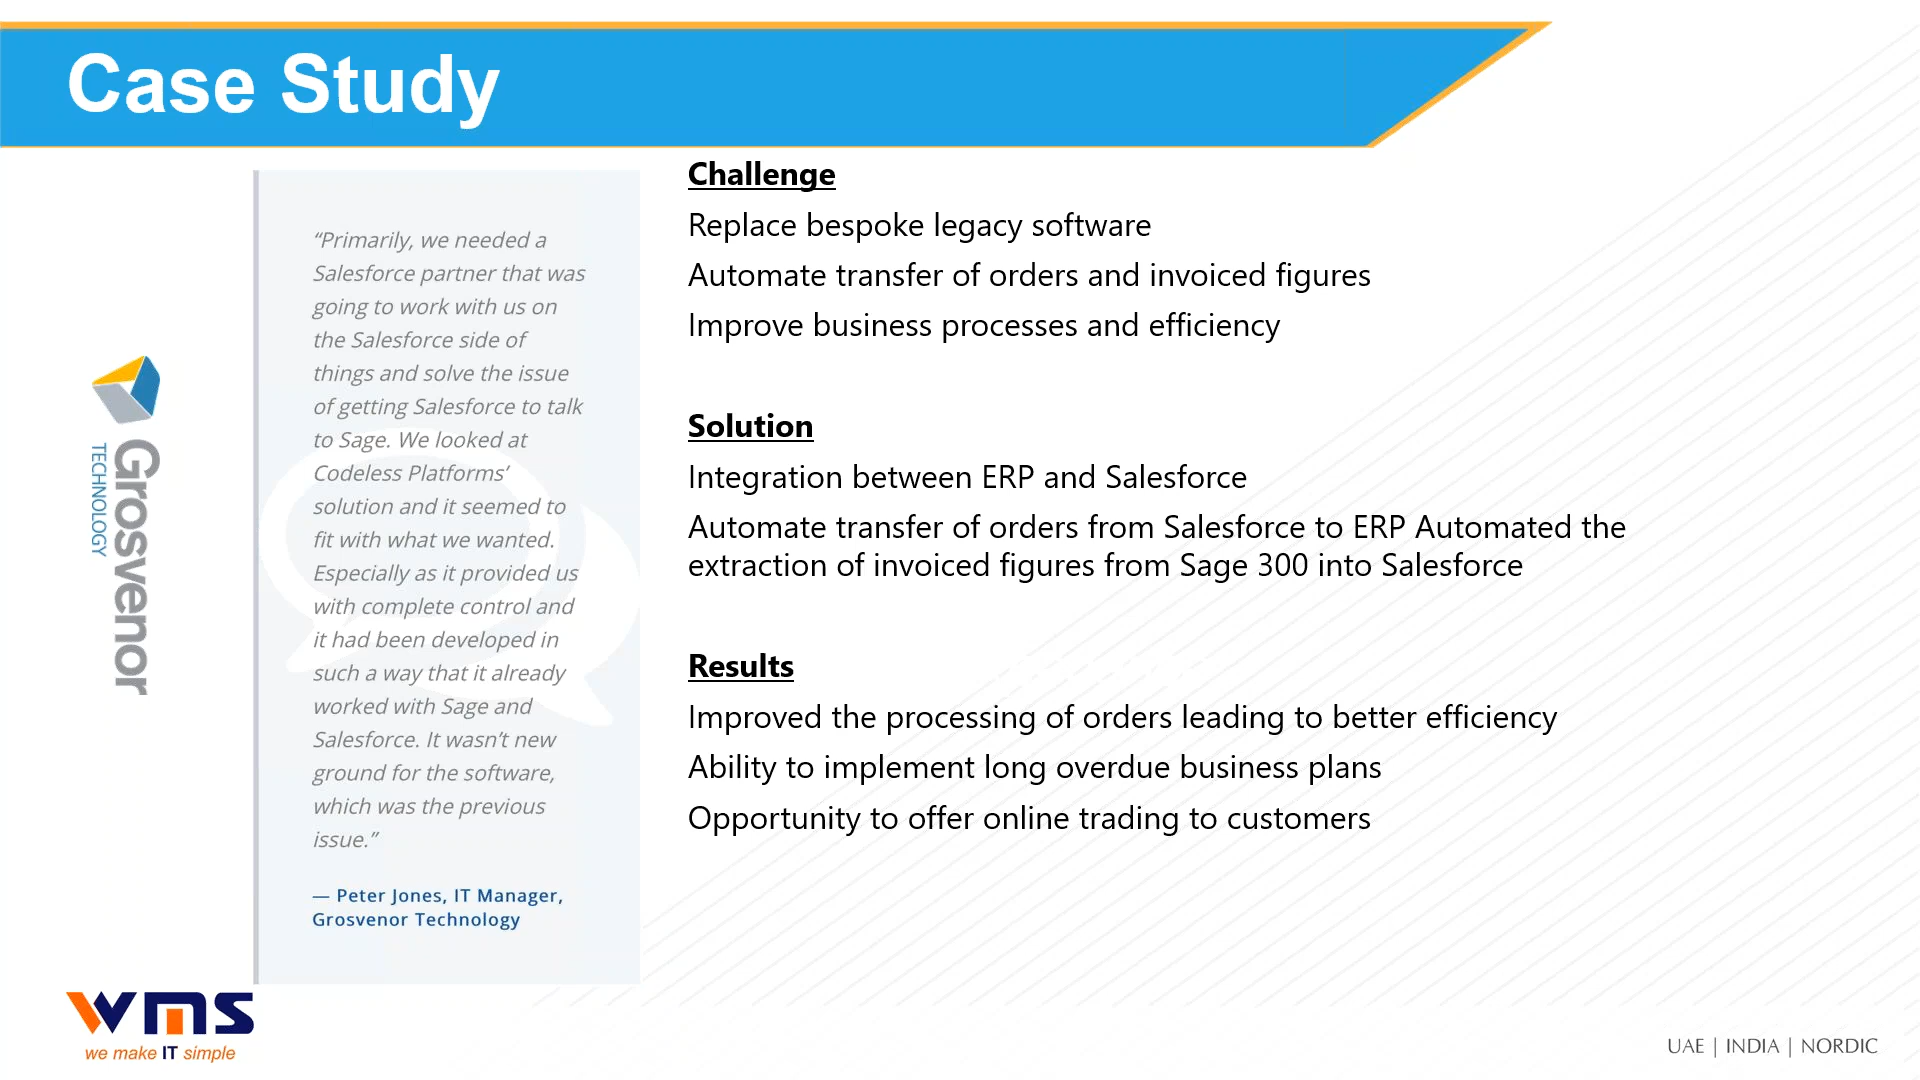 Case Study
Grosvenor
TECHNOLOGY
“Primarily, we needed a
Salesforce partner that was
going to work with us on
the Salesforce side of
things and solve the issue
of getting Salesforce to talk
to Sage. We looked at
Codeless Platforms’
solution and it seemed to
fit with what we wanted.
Especially as it provided us
with complete control and
it had been developed in
such a way that it already
worked with Sage and
Salesforce. It wasn’t new
ground for the software,
which was the previous
issue.”
— Peter Jones, IT Manager,
Grosvenor Technology
Challenge
Replace bespoke legacy software
Automate transfer of orders and invoiced figures
Improve business processes and efficiency
Solution
Integration between ERP and Salesforce
Automate transfer of orders from Salesforce to ERP Automated the
extraction of invoiced figures from Sage 300 into Salesforce
Results
Improved the processing of orders leading to better efficiency
Ability to implement long overdue business plans
Opportunity to offer online trading to customers
wms
we make IT simple
UAE | INDIA | NORDIC